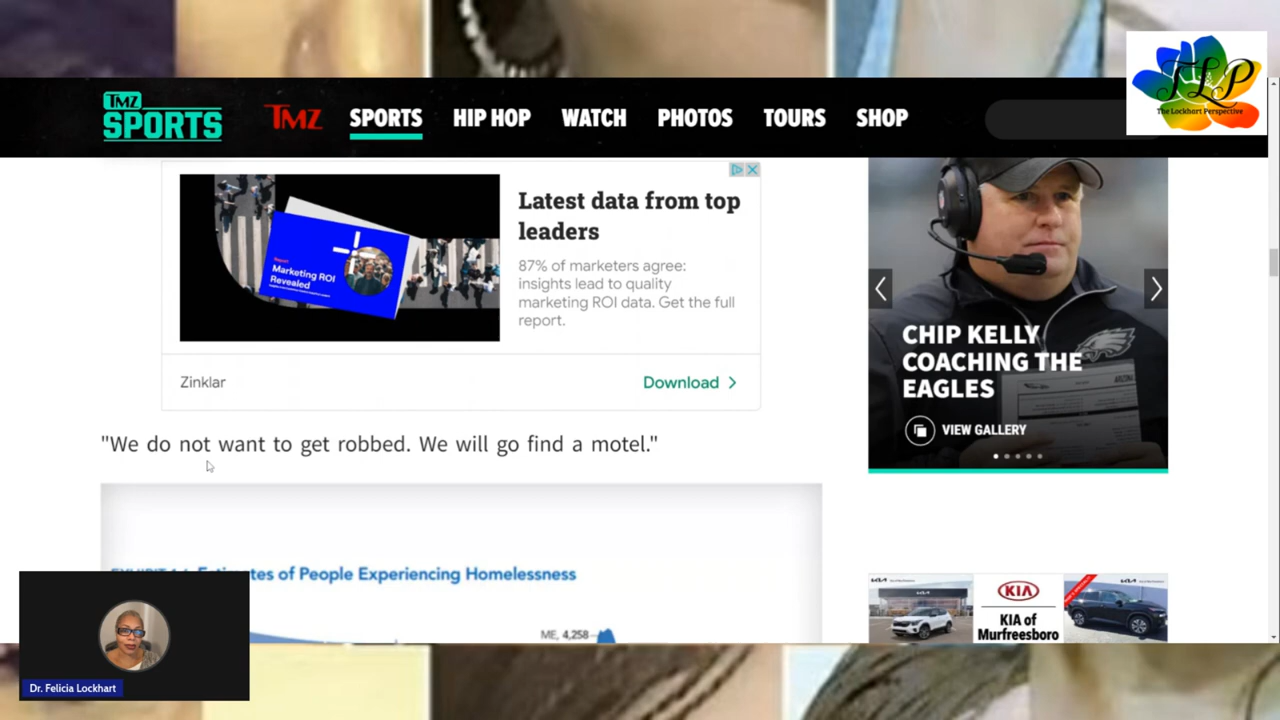 TLP
The Lockhart Perspective
TMZ
SPORTS
TMZ
SPORTS
HIP HOP
WATCH
PHOTOS
TOURS
SHOP
Latest data from top
leaders
87% of marketers agree:
insights lead to quality
marketing ROI data. Get the full
report.
Report
Marketing ROI
Revealed
Zinklar
Download
CHIP KELLY
COACHING THE
EAGLES
VIEW GALLERY
"We do not want to get robbed. We will go find a motel."
Estimates of People Experiencing Homelessness
ME, 4,258
KIA
KIA of
Murfreesboro
Dr. Felicia Lockhart